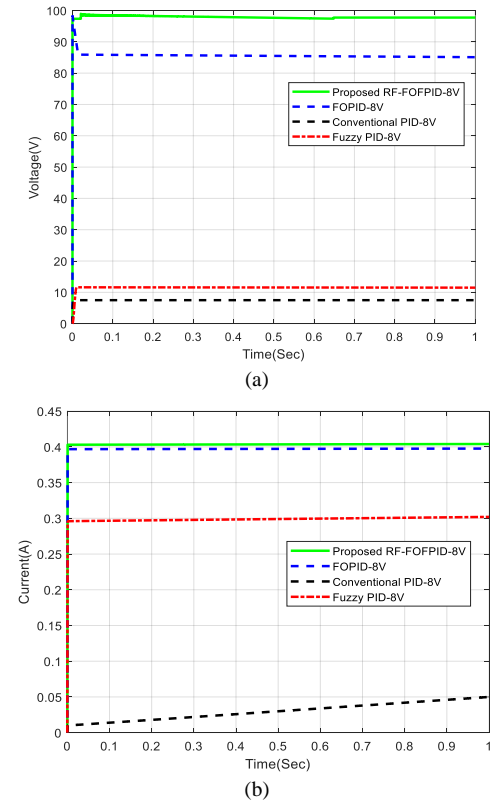 100
90
80
70
60
50
40
30
20
10
0
Voltage(V)
Proposed RF-FOFPID-8V
FOPID-8V
Conventional PID-8V
Fuzzy PID-8V
0 0.1 0.2 0.3 0.4 0.5 0.6 0.7 0.8 0.9 1
Time(Sec)
(a)
0.45
0.4
0.35
0.3
0.25
0.2
0.15
0.1
0.05
0
Current(A)
Proposed RF-FOFPID-8V
FOPID-8V
Conventional PID-8V
Fuzzy PID-8V
0 0.1 0.2 0.3 0.4 0.5 0.6 0.7 0.8 0.9 1
Time(Sec)
(b)